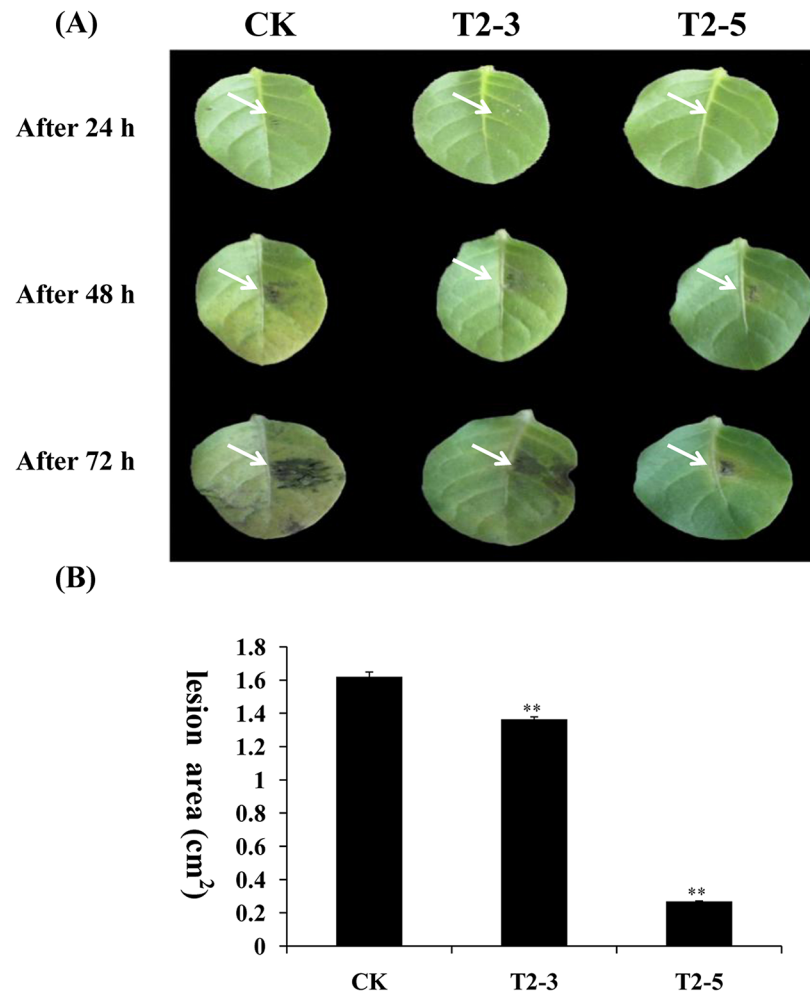 (A)
CK T2-3 T2-5
After 24 h
After 48 h
After 72 h
(B)
lesion area (cm²)
1.8
1.6
1.4
1.2
1
0.8
0.6
0.4
0.2
0
**
**
CK T2-3 T2-5